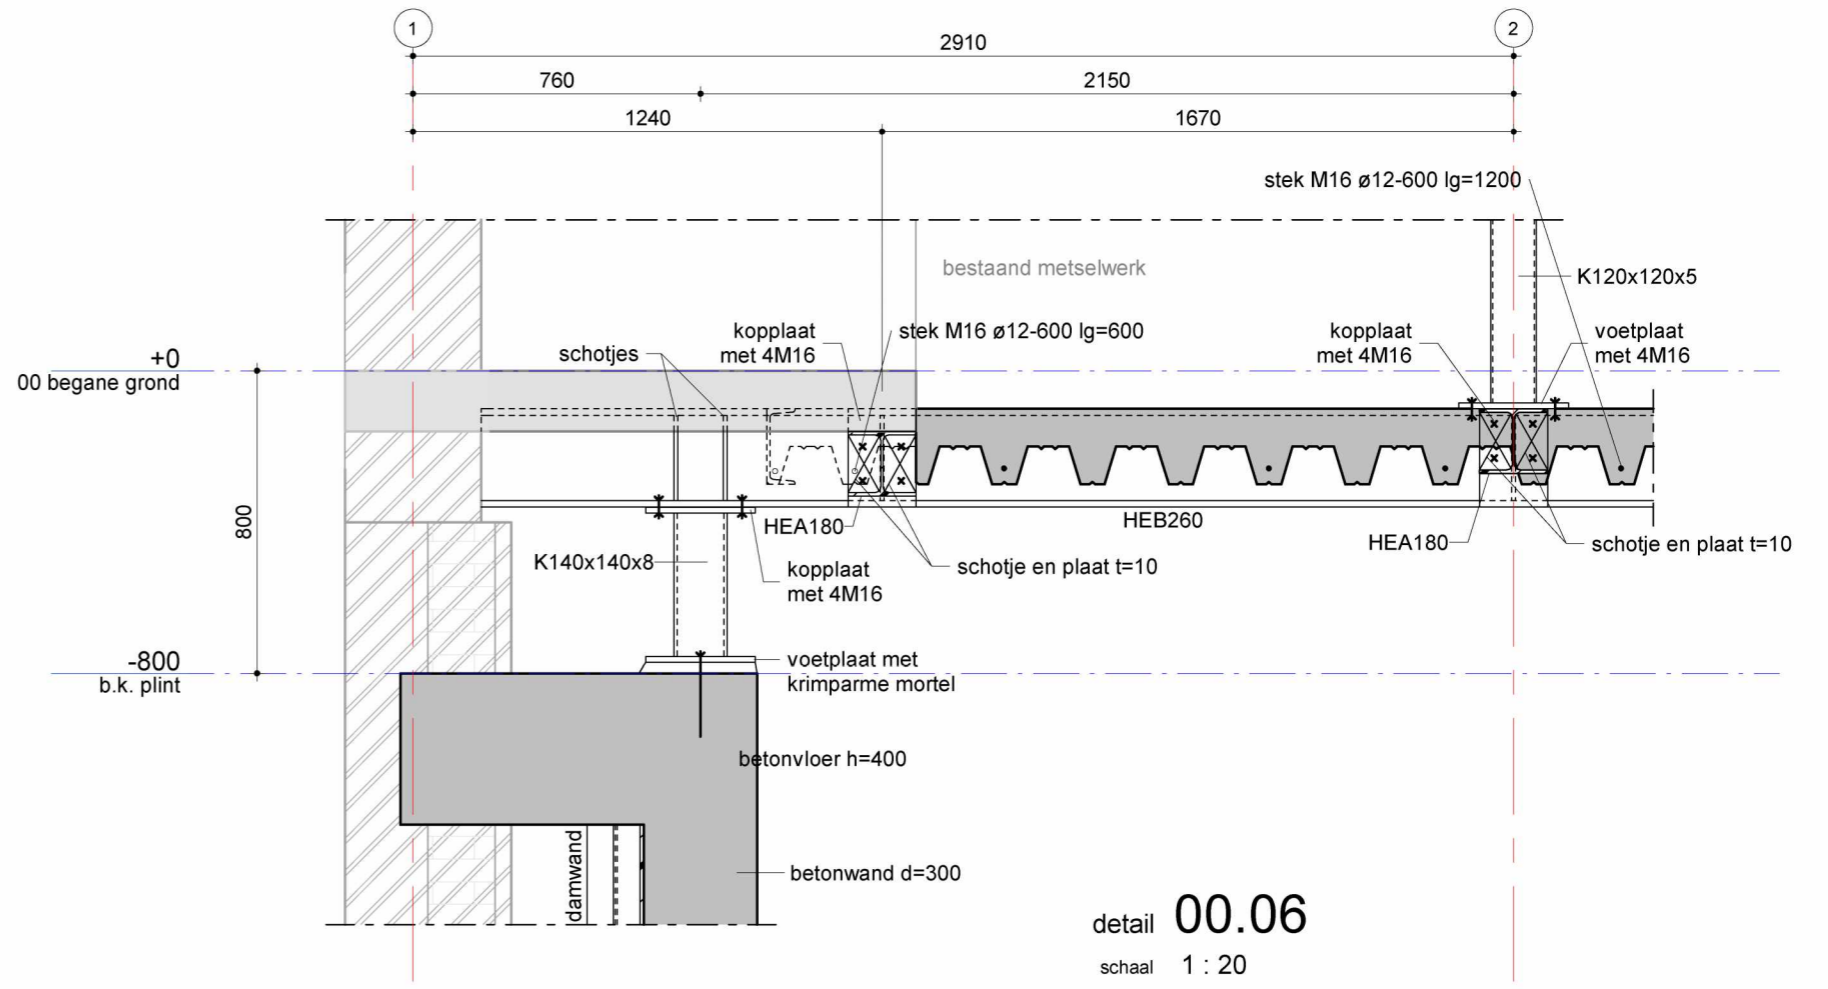 1
2
2910
760
2150
1240
1670
stek M16 ø12-600 lg=1200
bestaand metselwerk
K120x120x5
kopplaat
met 4M16
stek M16 ø12-600 lg=600
kopplaat
met 4M16
voetplaat
met 4M16
schotjes
+0
00 begane grond
800
HEA180
HEB260
HEA180
schotje en plaat t=10
K140x140x8
kopplaat
met 4M16
schotje en plaat t=10
-800
b.k. plint
voetplaat met
krimparme mortel
betonvloer h=400
damwand
betonwand d=300
detail 00.06
schaal 1 : 20